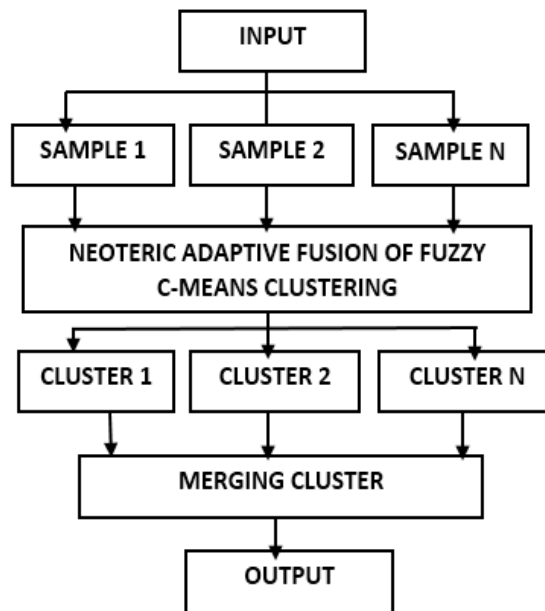 INPUT
SAMPLE 1
SAMPLE 2
SAMPLE N
NEOTERIC ADAPTIVE FUSION OF FUZZY
C-MEANS CLUSTERING
CLUSTER 1
CLUSTER 2
CLUSTER N
MERGING CLUSTER
OUTPUT